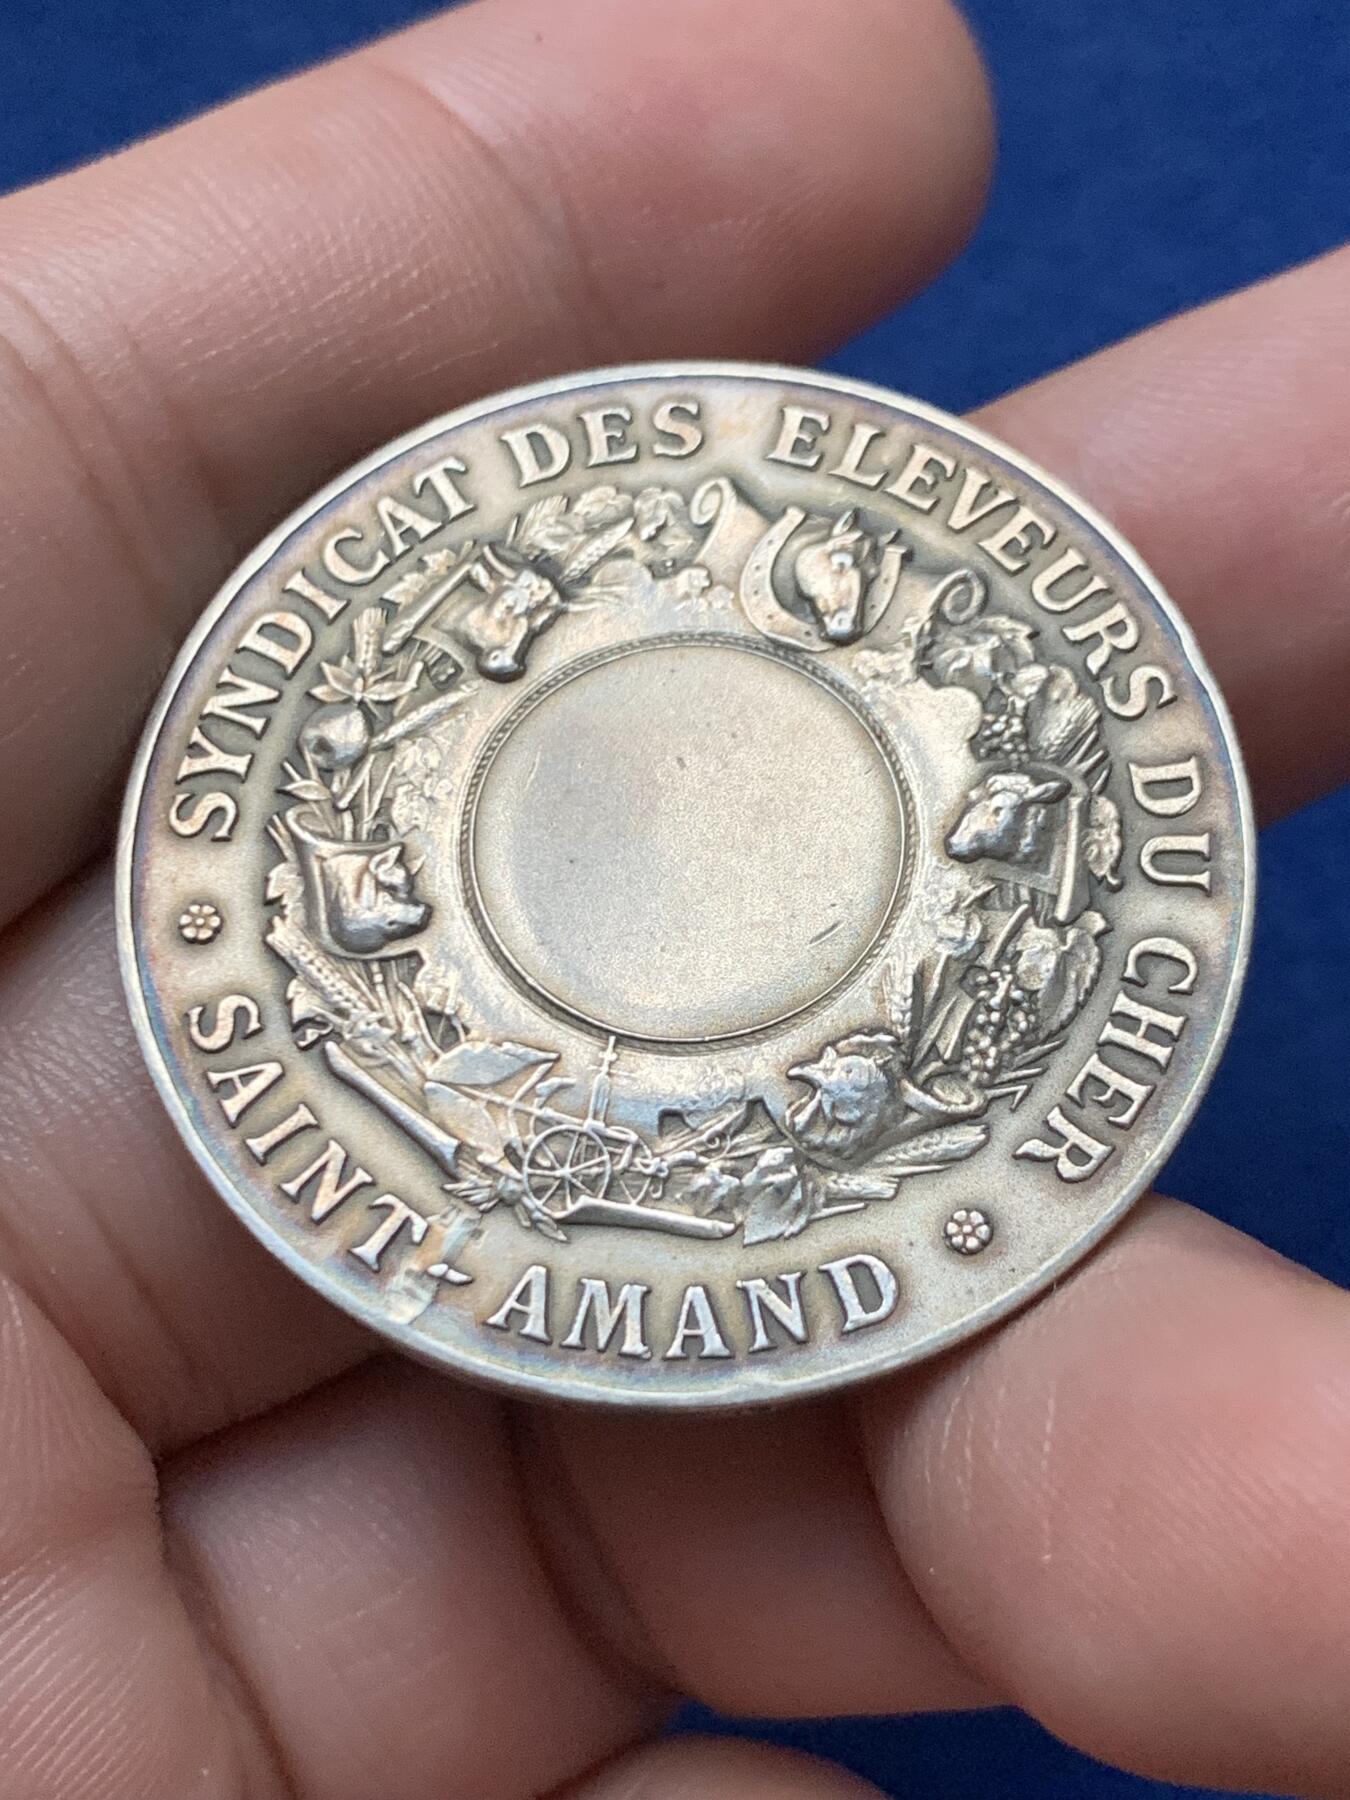 SYNDICAT DES ELEVEURS DU CHER
SAINT-AMAND